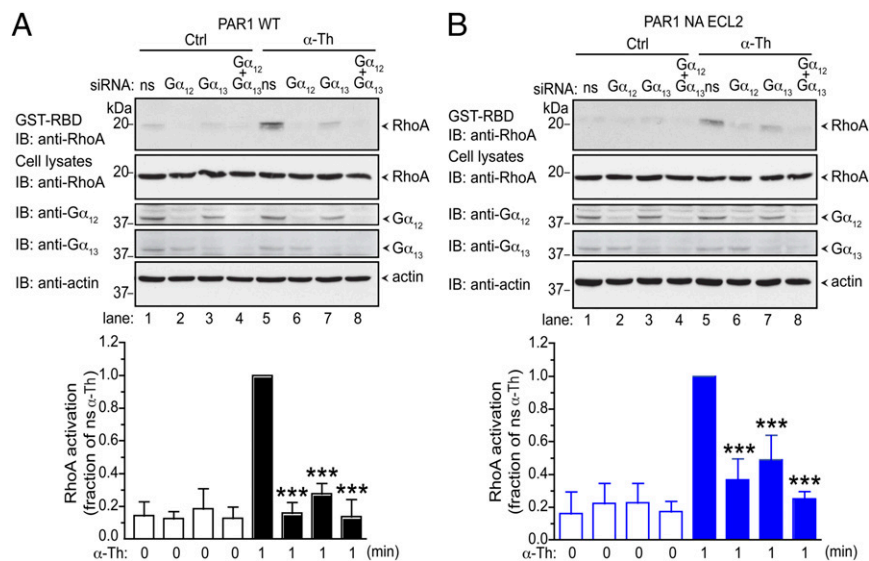 A
PAR1 WT
Ctrl α-Th
Gα12 Gα12
+ +
siRNA: ns Gα12 Gα13 Gα13 ns Gα12 Gα13 Gα13
kDa
GST-RBD
IB: anti-RhoA
20
RhoA
Cell lysates
IB: anti-RhoA
20
RhoA
IB: anti-Gα12
37
Gα12
IB: anti-Gα13
37
Gα13
IB: anti-actin
37
actin
lane: 1 2 3 4 5 6 7 8
RhoA activation
(fraction of ns α-Th)
1.2
1.0
0.8
0.6
0.4
0.2
0.0
*** *** ***
α-Th: 0 0 0 0 1 1 1 1 (min)
B
PAR1 NA ECL2
Ctrl α-Th
Gα12 Gα12
+ +
siRNA: ns Gα12 Gα13 Gα13 ns Gα12 Gα13 Gα13
kDa
GST-RBD
IB: anti-RhoA
20
RhoA
Cell lysates
IB: anti-RhoA
20
RhoA
IB: anti-Gα12
37
Gα12
IB: anti-Gα13
37
Gα13
IB: anti-actin
37
actin
lane: 1 2 3 4 5 6 7 8
RhoA activation
(fraction of ns α-Th)
1.2
1.0
0.8
0.6
0.4
0.2
0.0
*** *** ***
α-Th: 0 0 0 0 1 1 1 1 (min)